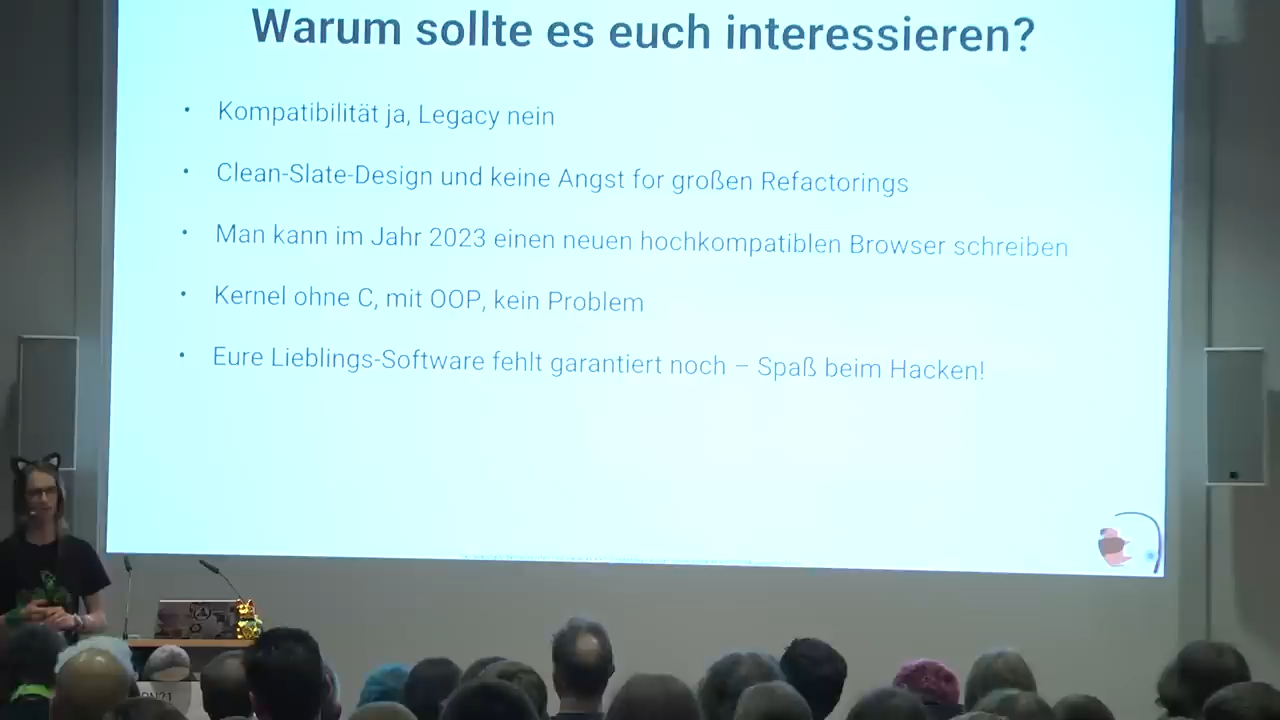 Warum sollte es euch interessieren?
Kompatibilität ja, Legacy nein
Clean-Slate-Design und keine Angst for großen Refactorings
Man kann im Jahr 2023 einen neuen hochkompatiblen Browser schreiben
Kernel ohne C, mit OOP, kein Problem
Eure Lieblings-Software fehlt garantiert noch – Spaß beim Hacken!